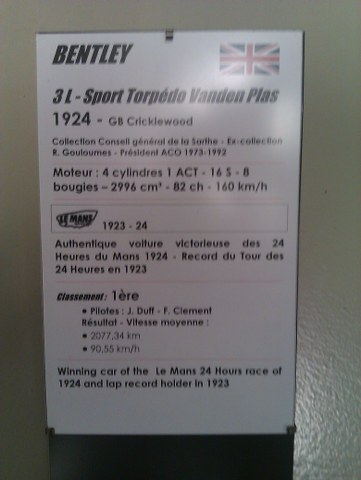 BENTLEY
3 L - Sport Torpédo Vanden Plas
1924 - GB Cricklewood
Collection Conseil général de la Sarthe - Ex-collection
R. Gouloumes - Président ACO 1973-1992
Moteur : 4 cylindres 1 ACT - 16 S - 8
bougies – 2996 cm³ - 82 ch - 160 km/h
LE MANS 1923 - 24
Authentique voiture victorieuse des 24
Heures du Mans 1924 - Record du Tour des
24 Heures en 1923
Classement : 1ère
• Pilotes : J. Duff - F. Clement
Résultat - Vitesse moyenne :
• 2077,34 km
• 90,55 km/h
Winning car of the Le Mans 24 Hours race of
1924 and lap record holder in 1923